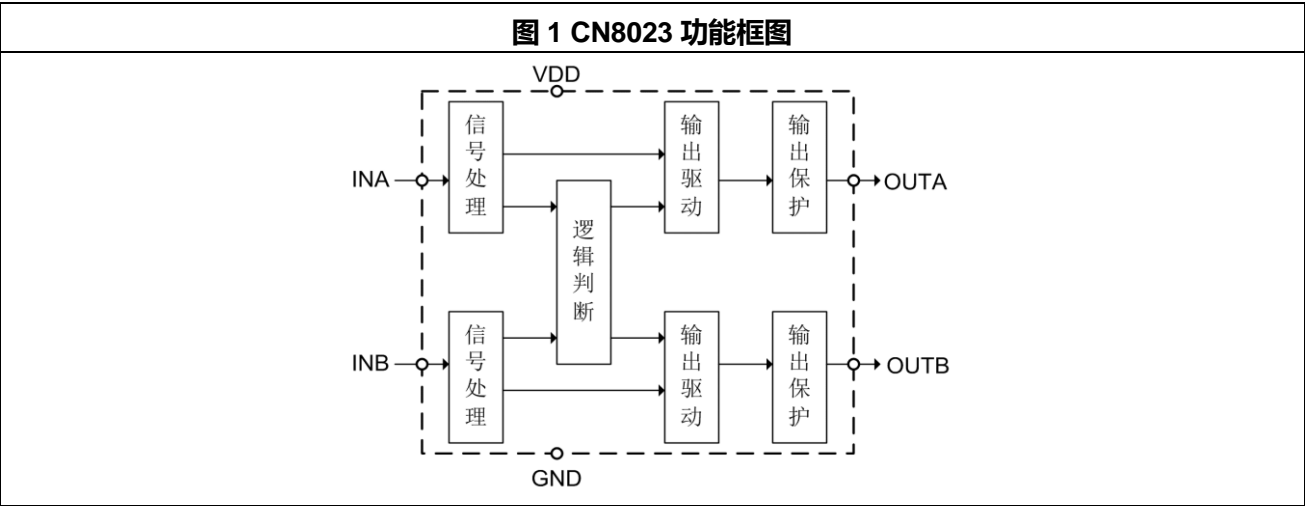 图 1 CN8023 功能框图
VDD
信号处理
输出驱动
输出保护
INA
OUTA
逻辑判断
信号处理
输出驱动
输出保护
INB
OUTB
GND